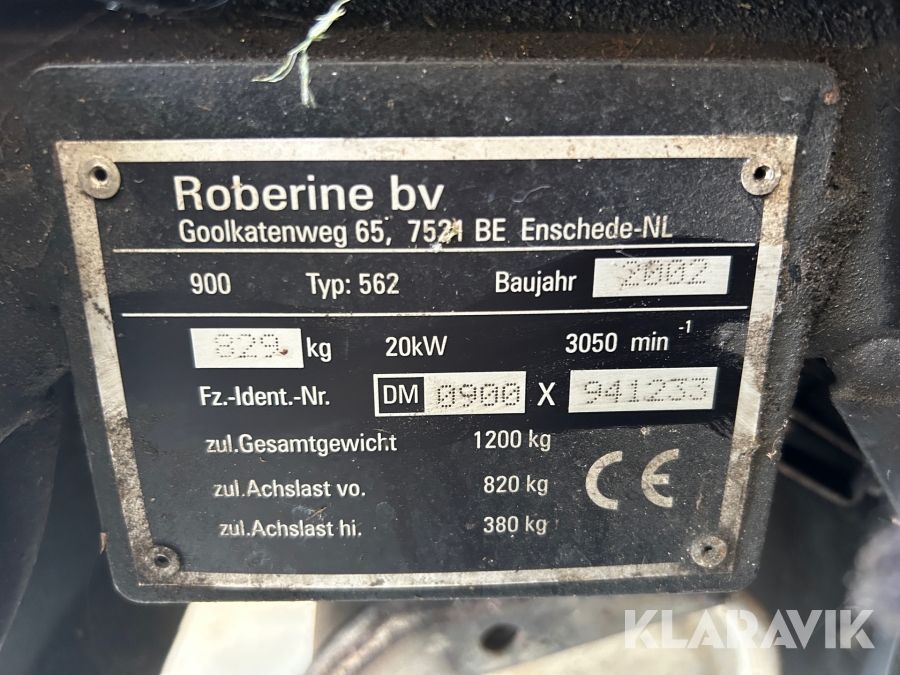 Roberine bv
Goolkatenweg 65, 7521 BE Enschede-NL
900 Typ: 562 Baujahr 2002
829. kg 20kW 3050 min⁻¹
Fz.-Ident.-Nr. DM 0900 X 941233
zul.Gesamtgewicht 1200 kg
zul.Achslast vo. 820 kg
zul.Achslast hi. 380 kg
CE
KLARAVIK